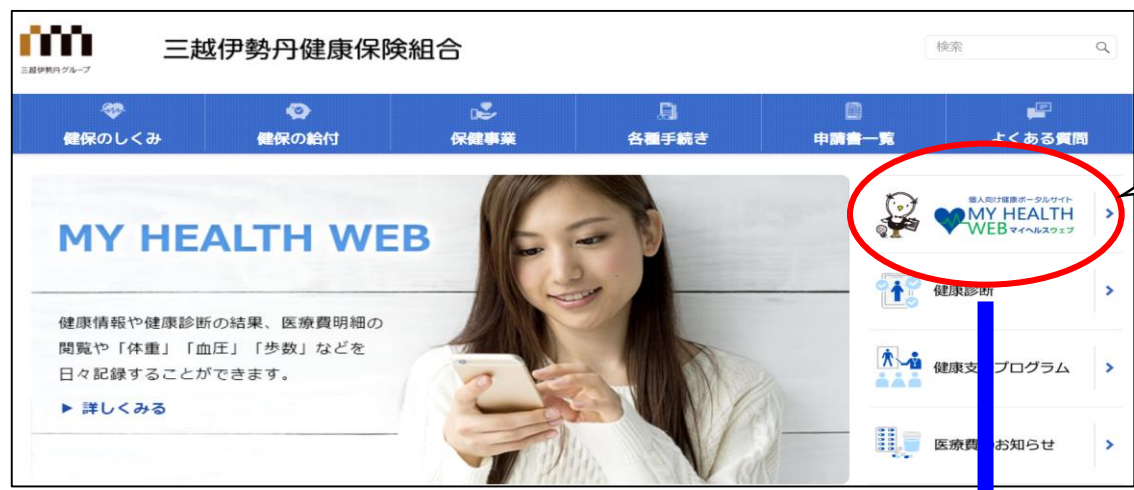 三越伊勢丹グループ
三越伊勢丹健康保険組合
検索
健保のしくみ
健保の給付
保健事業
各種手続き
申請書一覧
よくある質問
MY HEALTH WEB
健康情報や健康診断の結果、医療費明細の
閲覧や「体重」「血圧」「歩数」などを
日々記録することができます。
▶ 詳しくみる
個人向け健康ポータルサイト
MY HEALTH
WEB マイヘルスウェブ
健康診断
健康支プログラム
医療費お知らせ